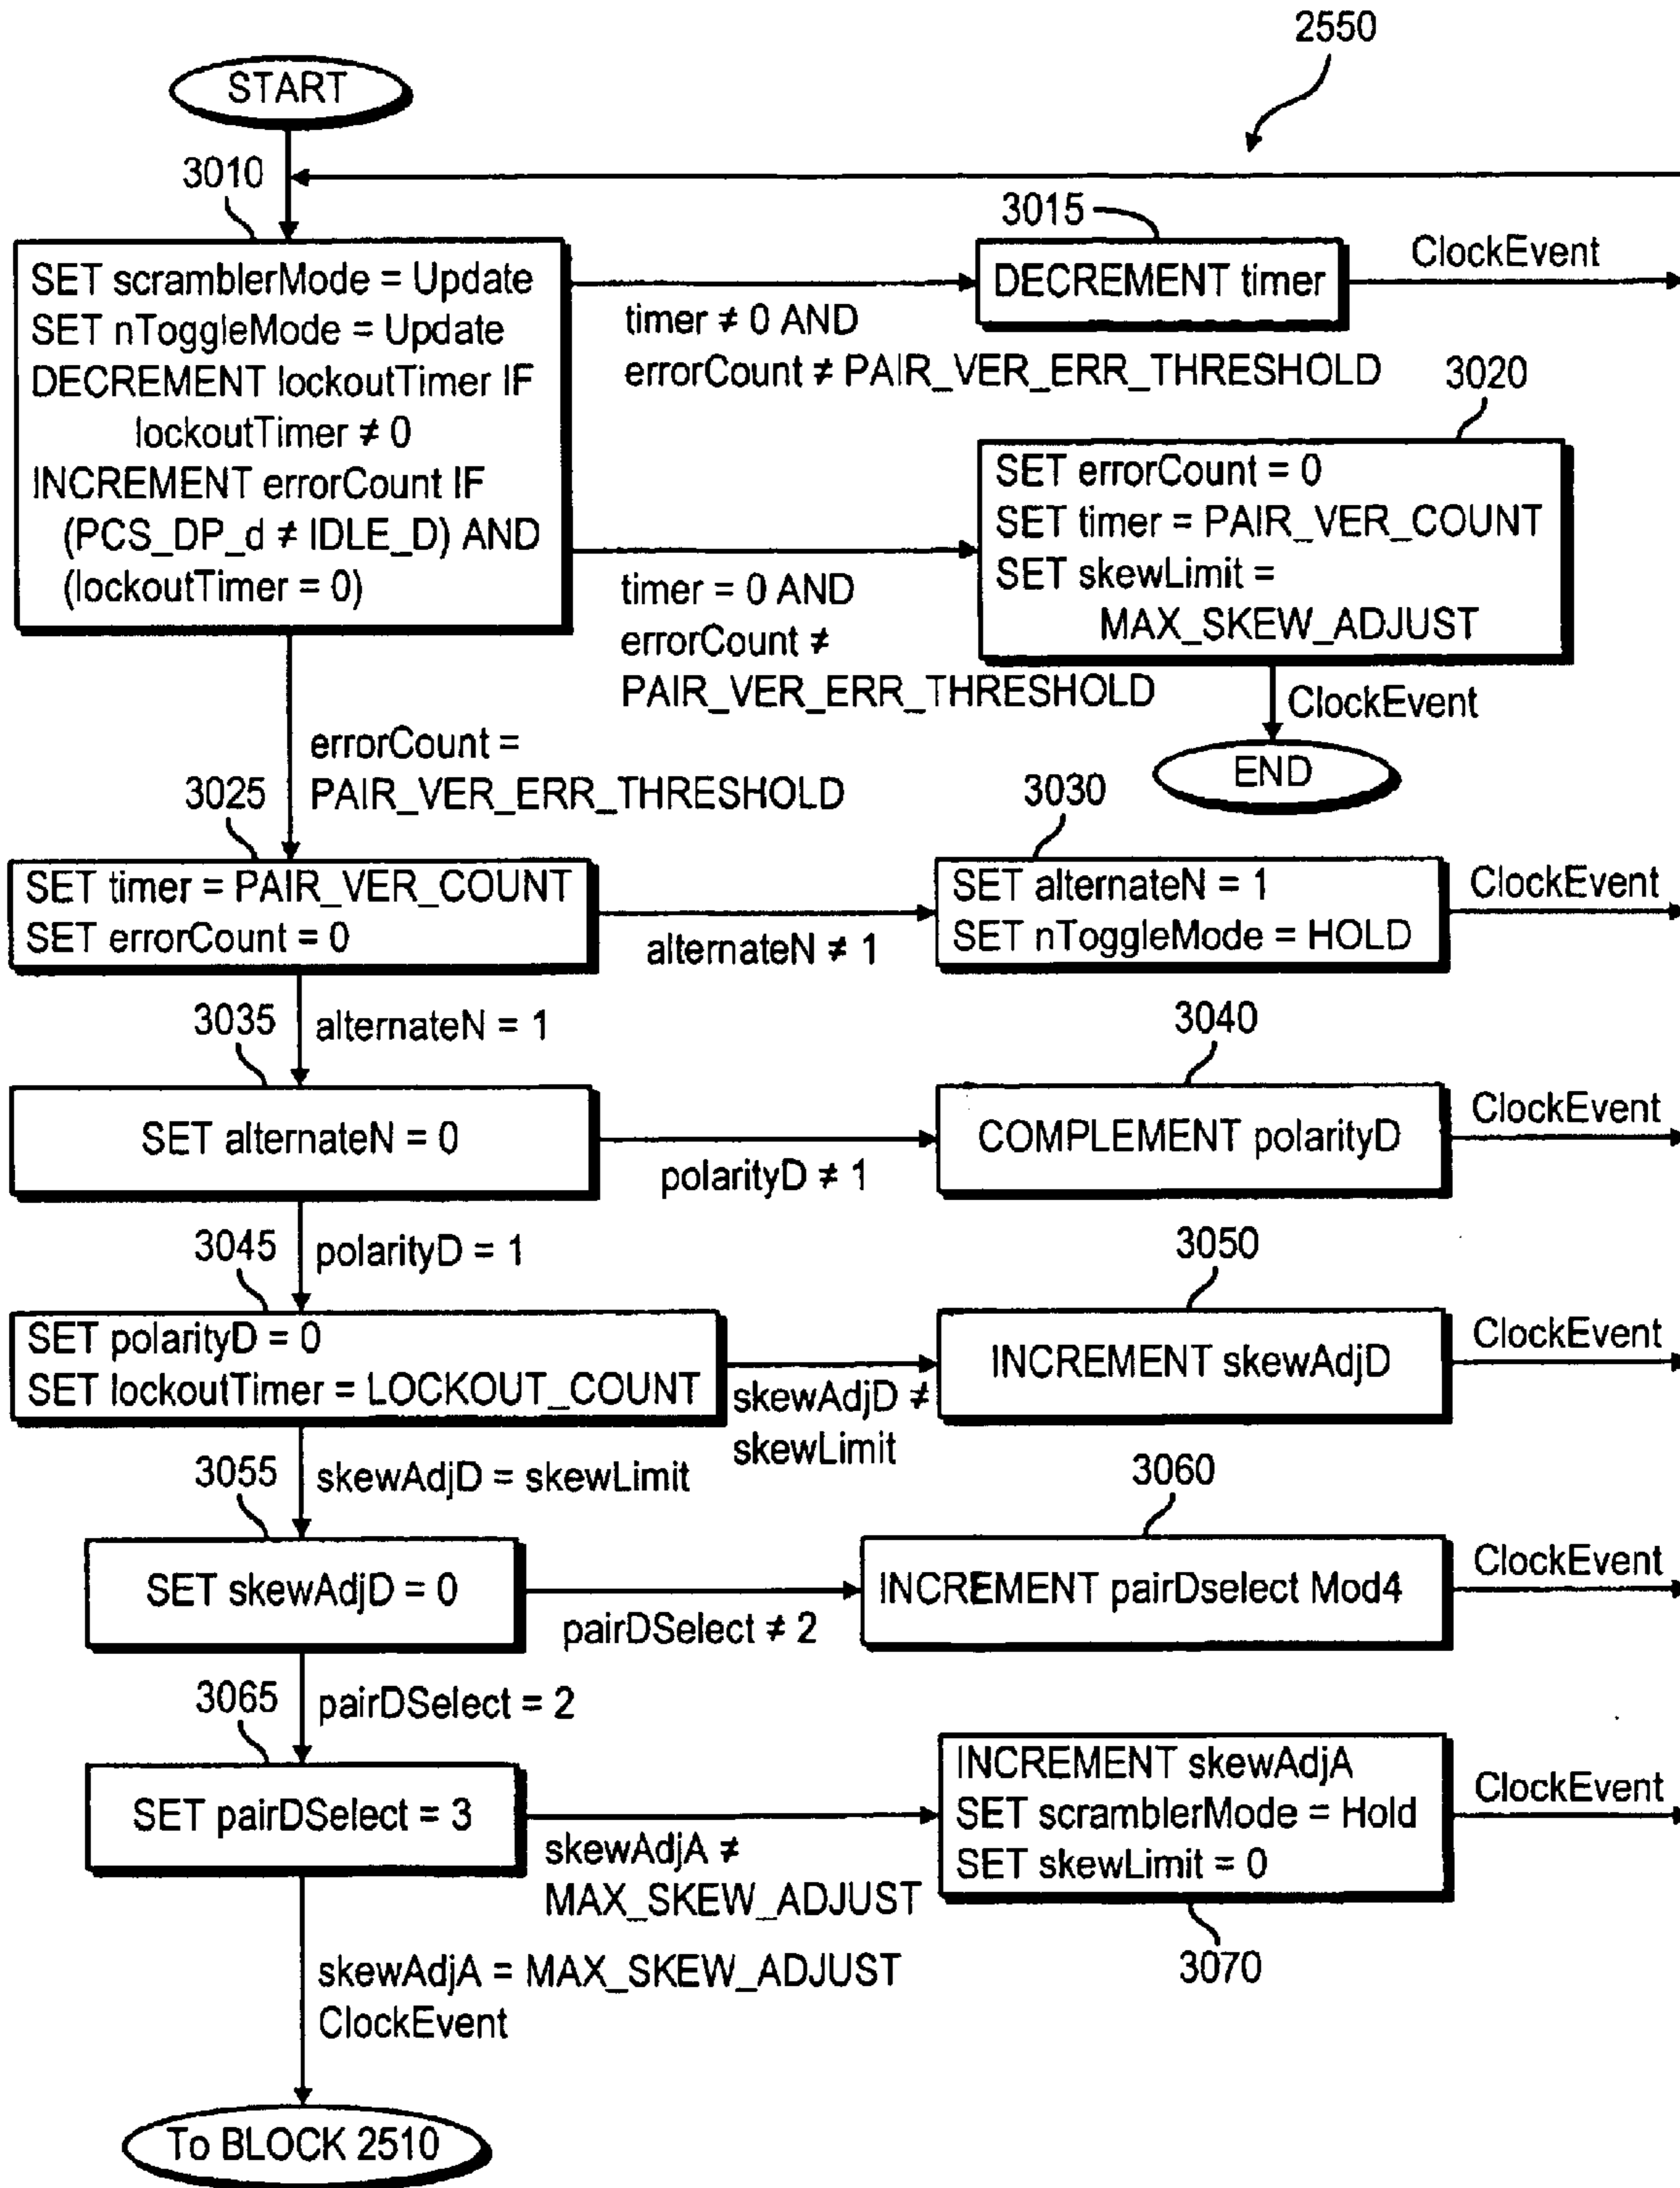 2550
START
3010
SET scramblerMode = Update
SET nToggleMode = Update
DECREMENT lockoutTimer IF
lockoutTimer ≠ 0
INCREMENT errorCount IF
(PCS_DP_d ≠ IDLE_D) AND
(lockoutTimer = 0)
3015
DECREMENT timer
ClockEvent
timer ≠ 0 AND
errorCount ≠ PAIR_VER_ERR_THRESHOLD
3020
SET errorCount = 0
SET timer = PAIR_VER_COUNT
SET skewLimit =
MAX_SKEW_ADJUST
timer = 0 AND
errorCount ≠
PAIR_VER_ERR_THRESHOLD
ClockEvent
END
errorCount =
PAIR_VER_ERR_THRESHOLD
3025
SET timer = PAIR_VER_COUNT
SET errorCount = 0
alternateN ≠ 1
3030
SET alternateN = 1
SET nToggleMode = HOLD
ClockEvent
3035
alternateN = 1
SET alternateN = 0
polarityD ≠ 1
3040
COMPLEMENT polarityD
ClockEvent
3045
polarityD = 1
SET polarityD = 0
SET lockoutTimer = LOCKOUT_COUNT
skewAdjD ≠
skewLimit
3050
INCREMENT skewAdjD
ClockEvent
3055
skewAdjD = skewLimit
SET skewAdjD = 0
pairDSelect ≠ 2
3060
INCREMENT pairDselect Mod4
ClockEvent
3065
pairDSelect = 2
SET pairDSelect = 3
skewAdjA ≠
MAX_SKEW_ADJUST
INCREMENT skewAdjA
SET scramblerMode = Hold
SET skewLimit = 0
ClockEvent
3070
skewAdjA = MAX_SKEW_ADJUST
ClockEvent
To BLOCK 2510